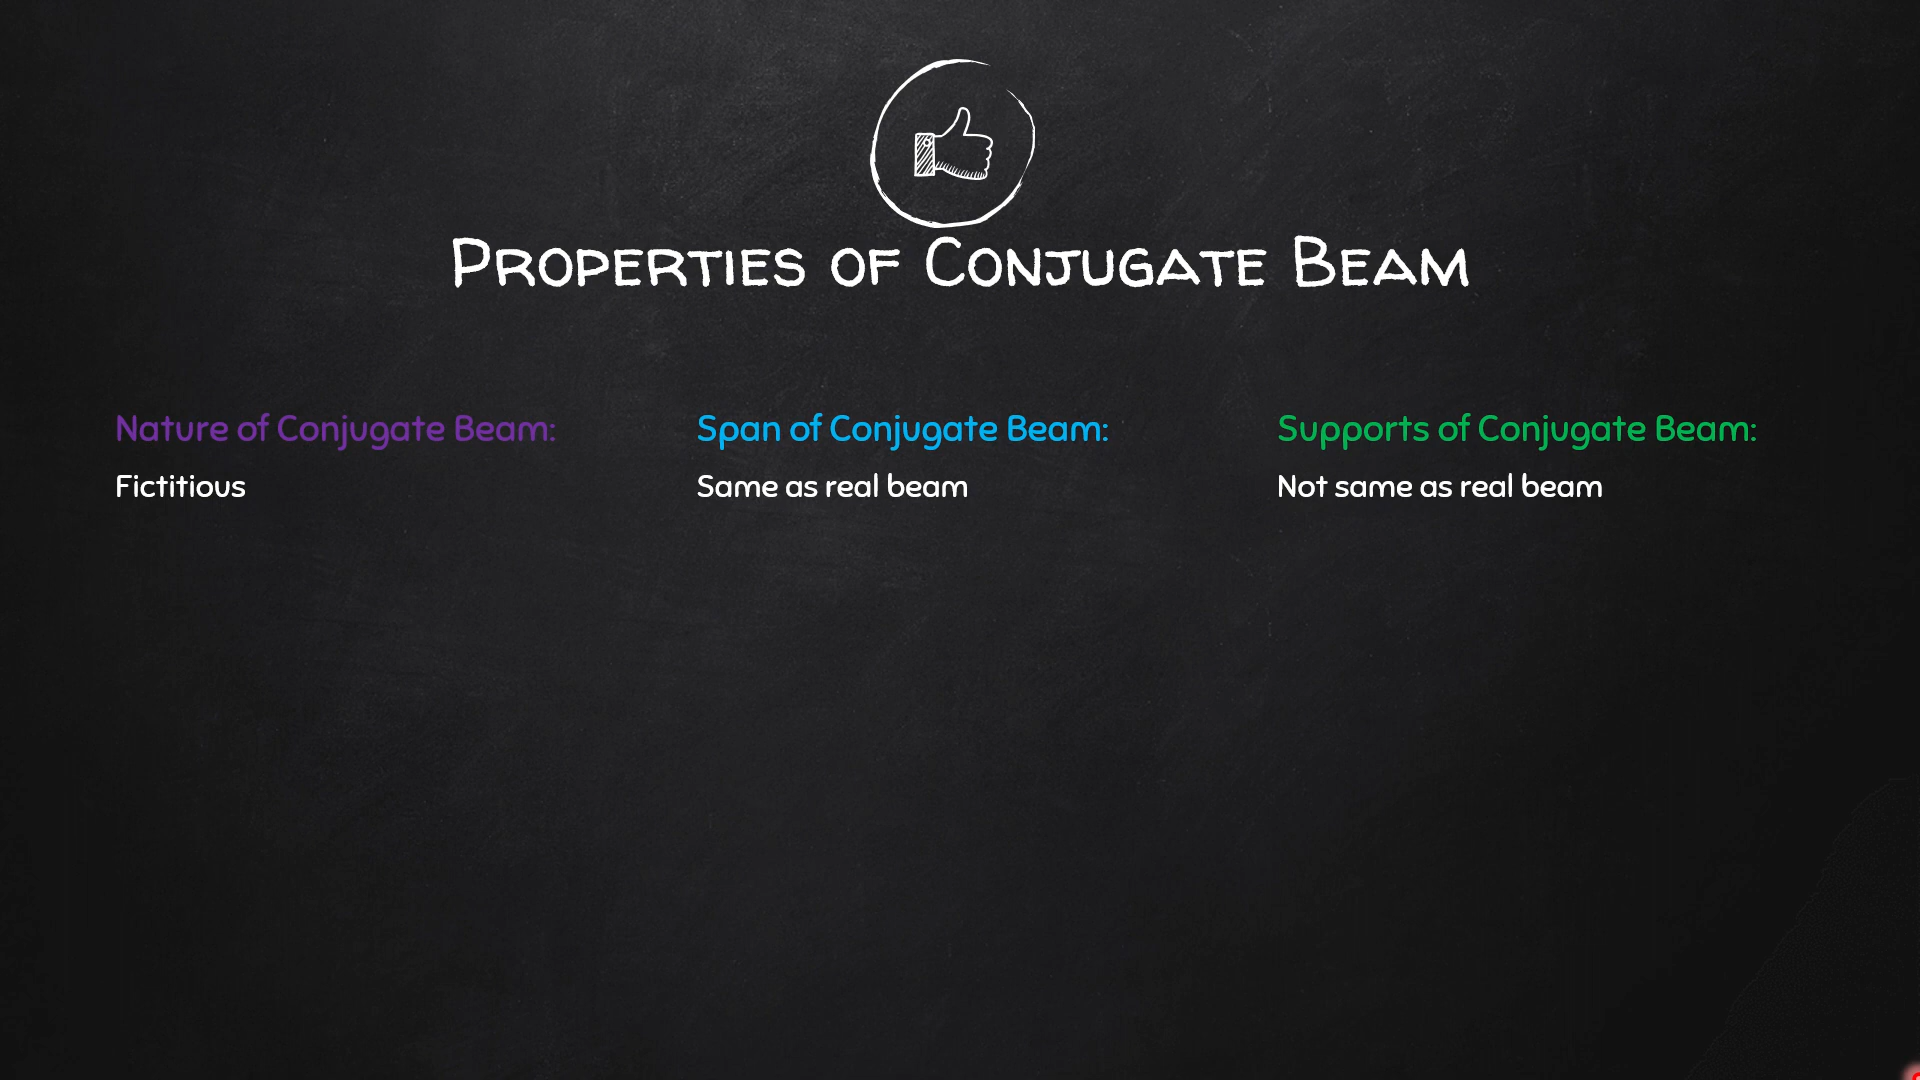 Properties of Conjugate Beam
Nature of Conjugate Beam:
Fictitious
Span of Conjugate Beam:
Same as real beam
Supports of Conjugate Beam:
Not same as real beam